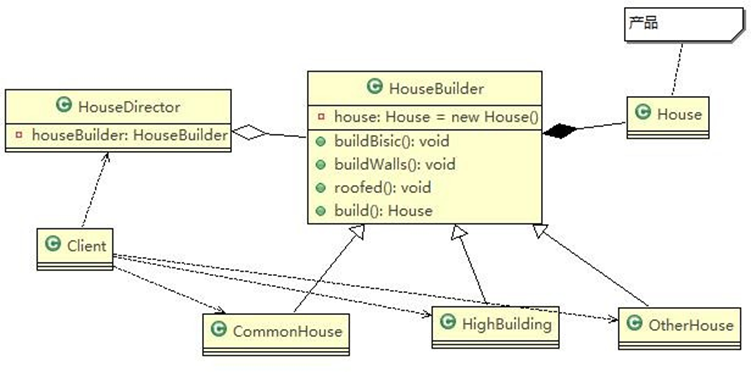 产品
HouseBuilder
house: House = new House()
buildBisic(): void
buildWalls(): void
roofed(): void
build(): House
HouseDirector
houseBuilder: HouseBuilder
House
Client
CommonHouse
HighBuilding
OtherHouse